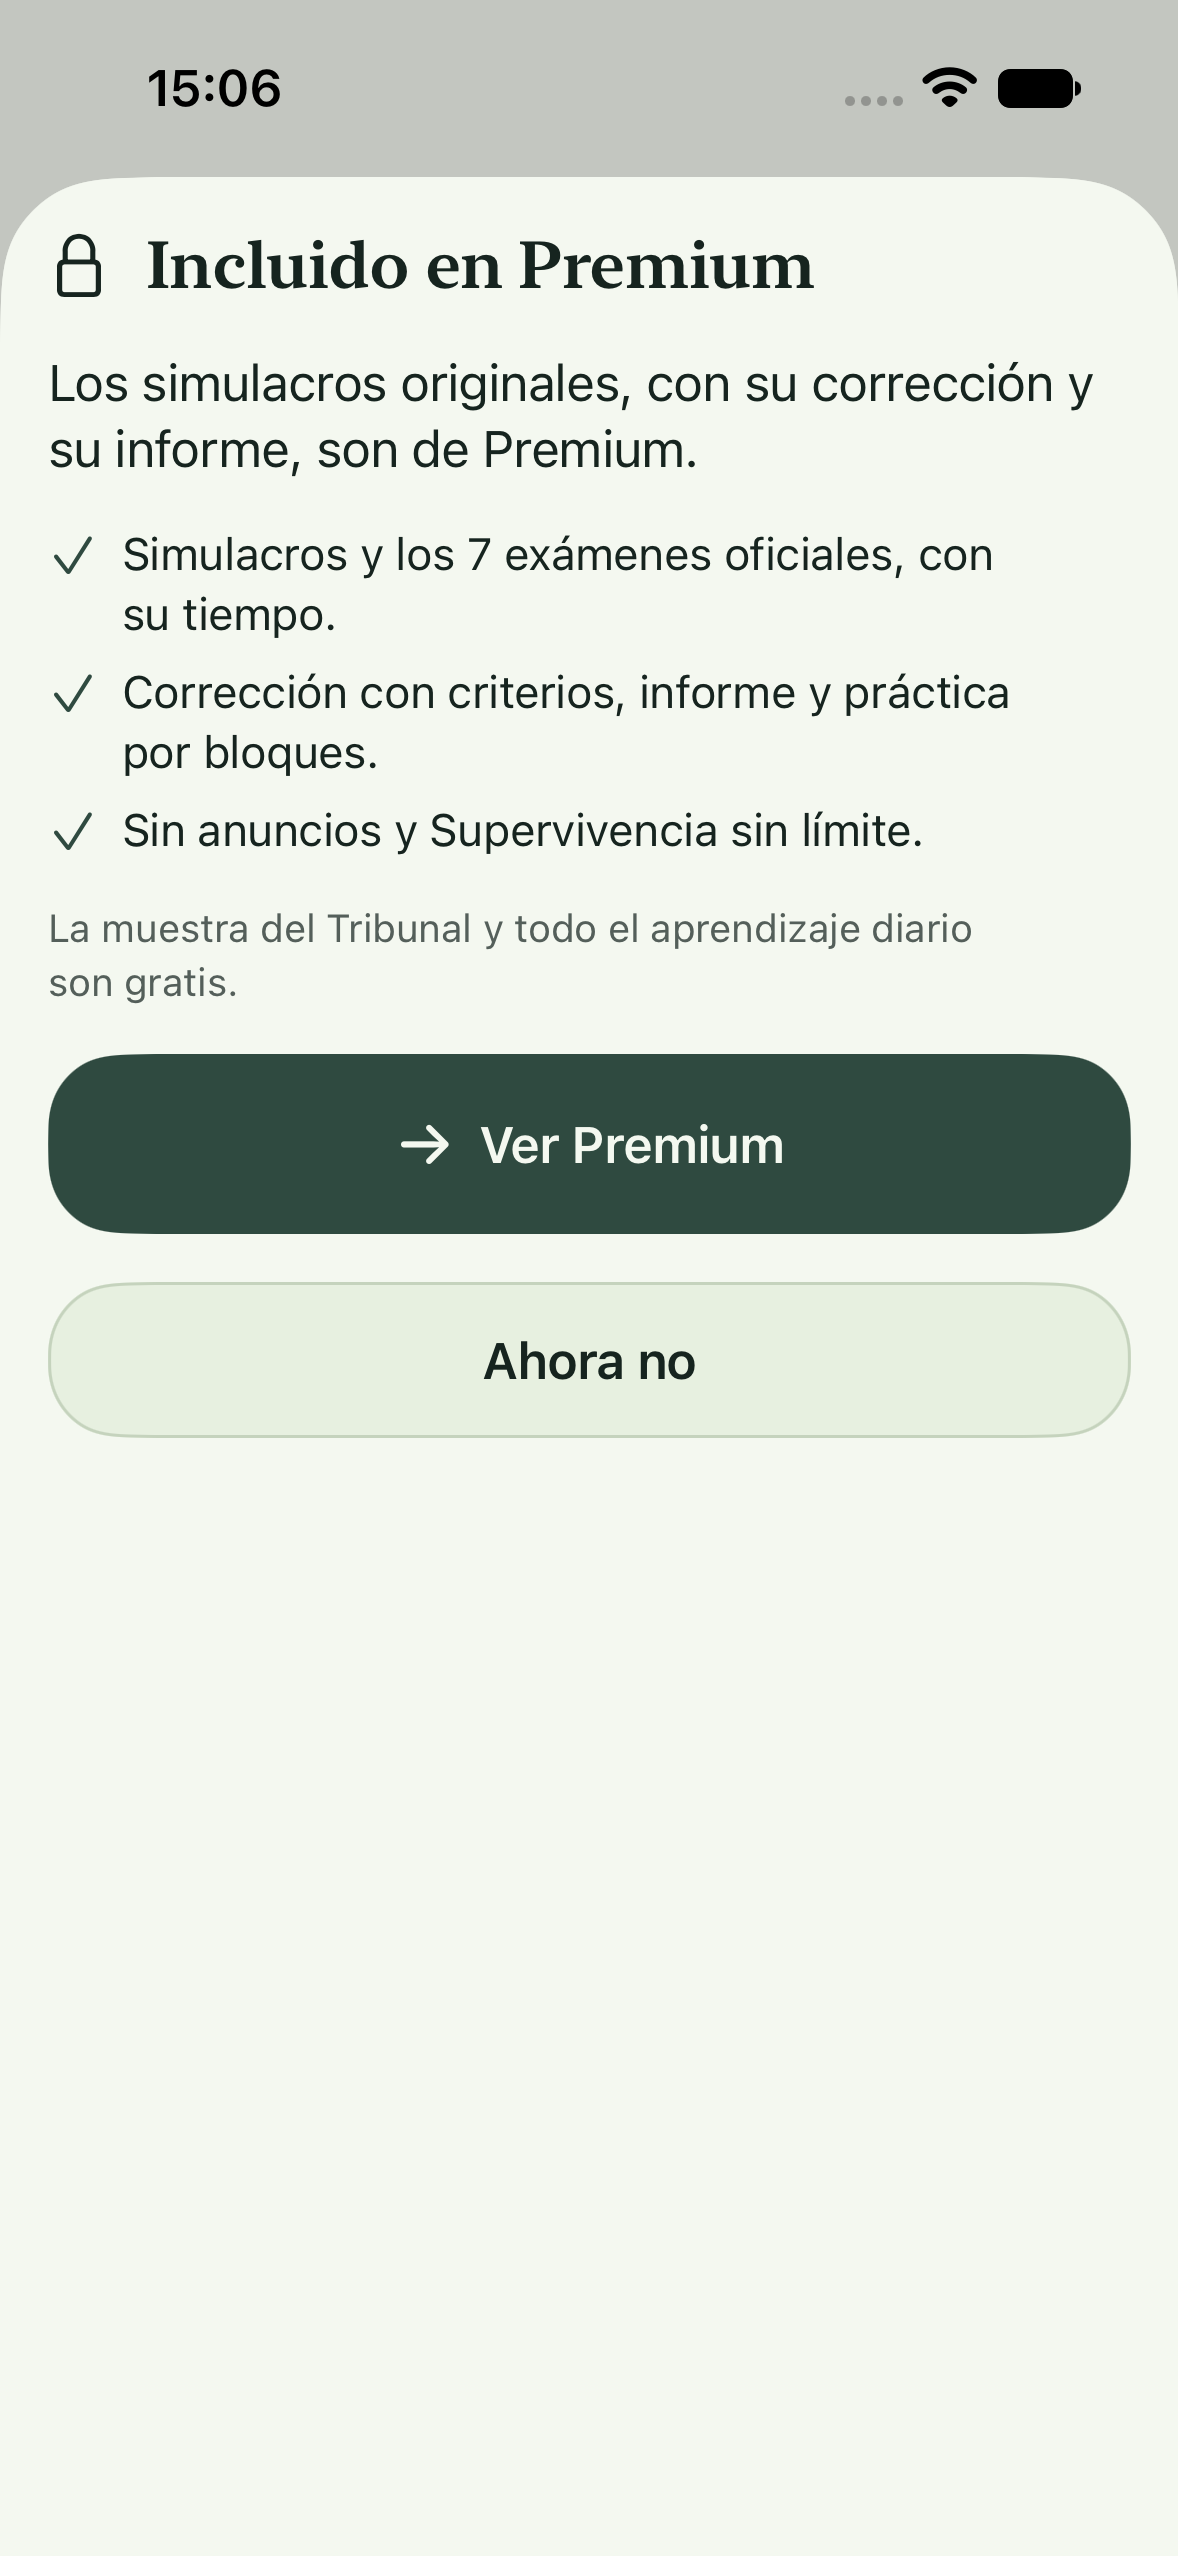 15:06
Incluido en Premium
Los simulacros originales, con su corrección y
su informe, son de Premium.
Simulacros y los 7 exámenes oficiales, con
su tiempo.
Corrección con criterios, informe y práctica
por bloques.
Sin anuncios y Supervivencia sin límite.
La muestra del Tribunal y todo el aprendizaje diario
son gratis.
Ver Premium
Ahora no